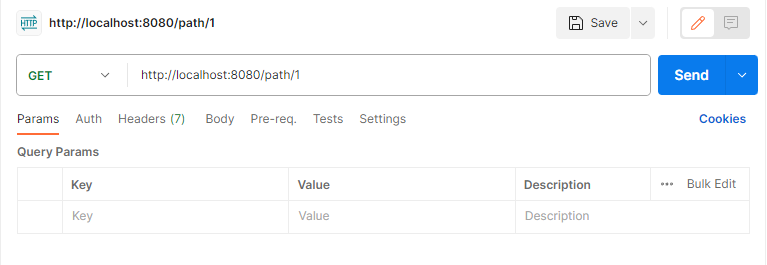 HTTP http://localhost:8080/path/1 Save
GET http://localhost:8080/path/1 Send
Params Auth Headers (7) Body Pre-req. Tests Settings Cookies
Query Params
Key Value Description ••• Bulk Edit
Key Value Description